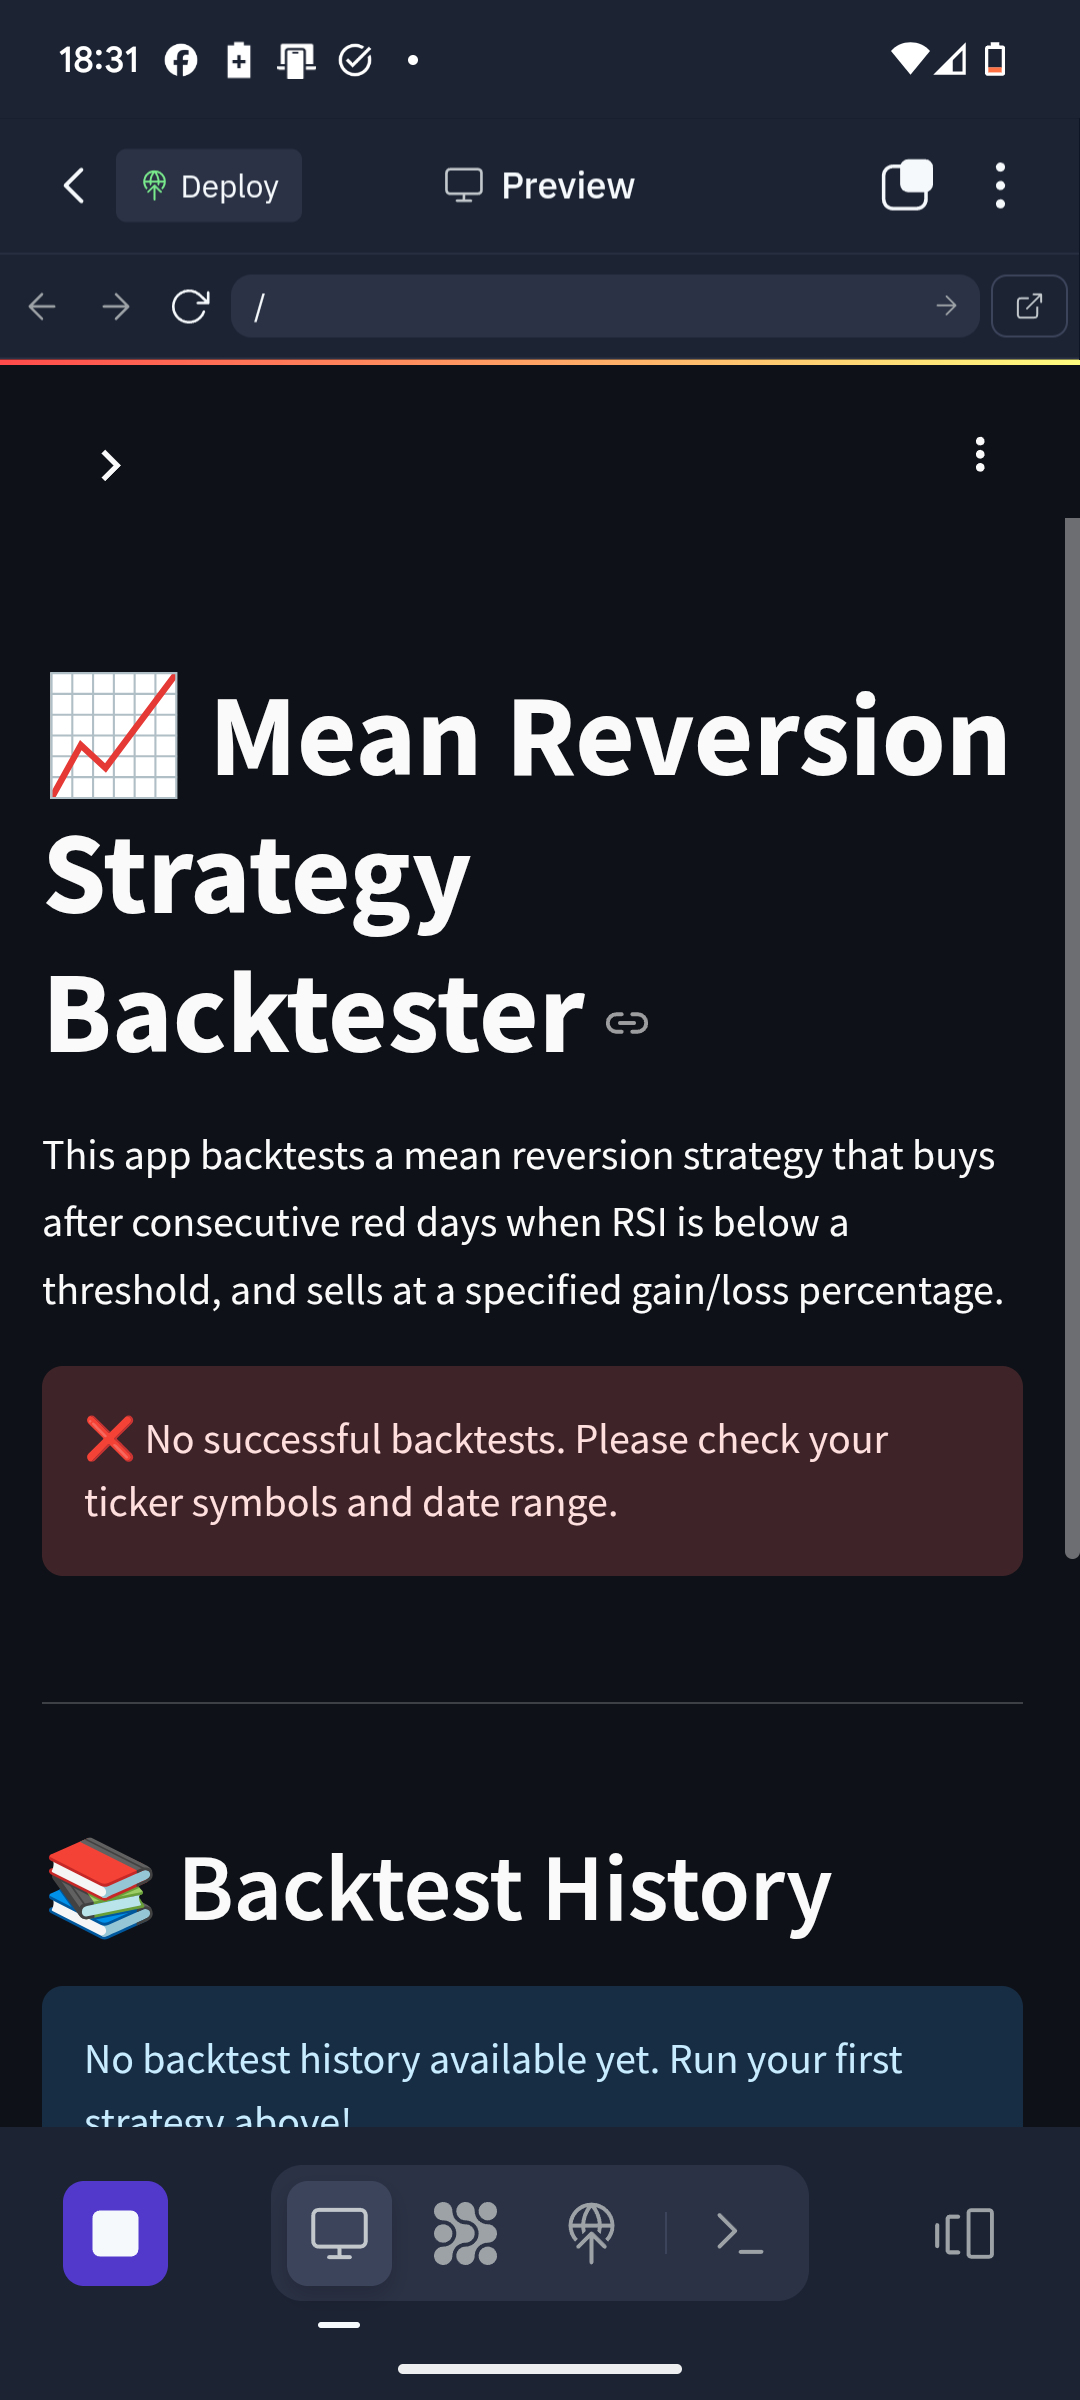 18:31
Deploy
Preview
/
Mean Reversion
Strategy
Backtester
This app backtests a mean reversion strategy that buys
after consecutive red days when RSI is below a
threshold, and sells at a specified gain/loss percentage.
❌ No successful backtests. Please check your
ticker symbols and date range.
Backtest History
No backtest history available yet. Run your first
strategy above!